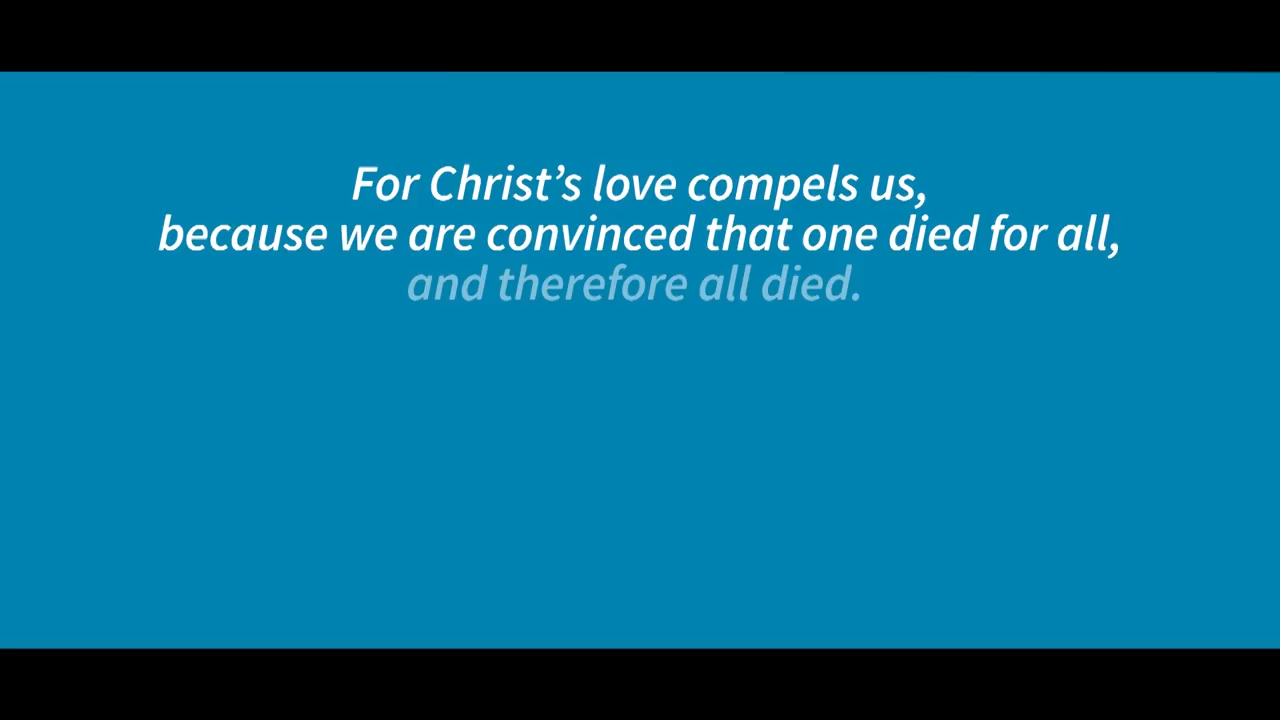 For Christ’s love compels us,
because we are convinced that one died for all,
and therefore all died.